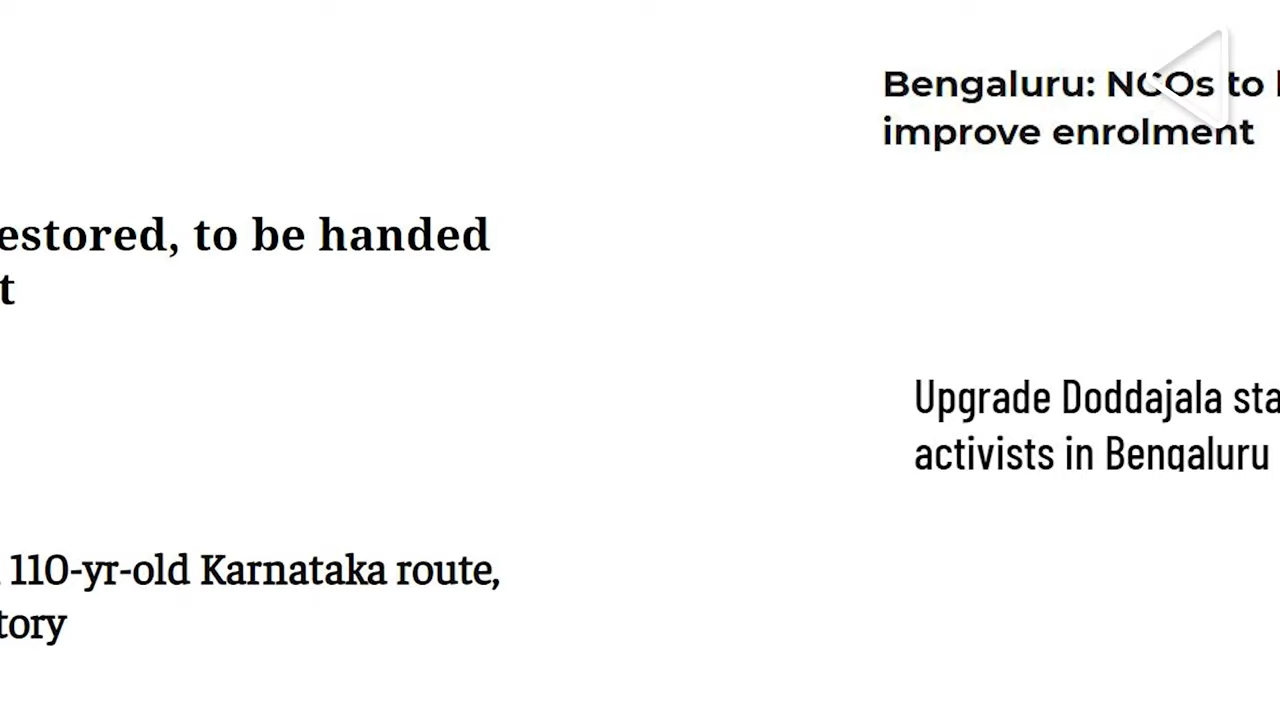 Bengaluru: NGOs to
improve enrolment
estored, to be handed
t
Upgrade Doddajala sta
activists in Bengaluru
110-yr-old Karnataka route,
tory